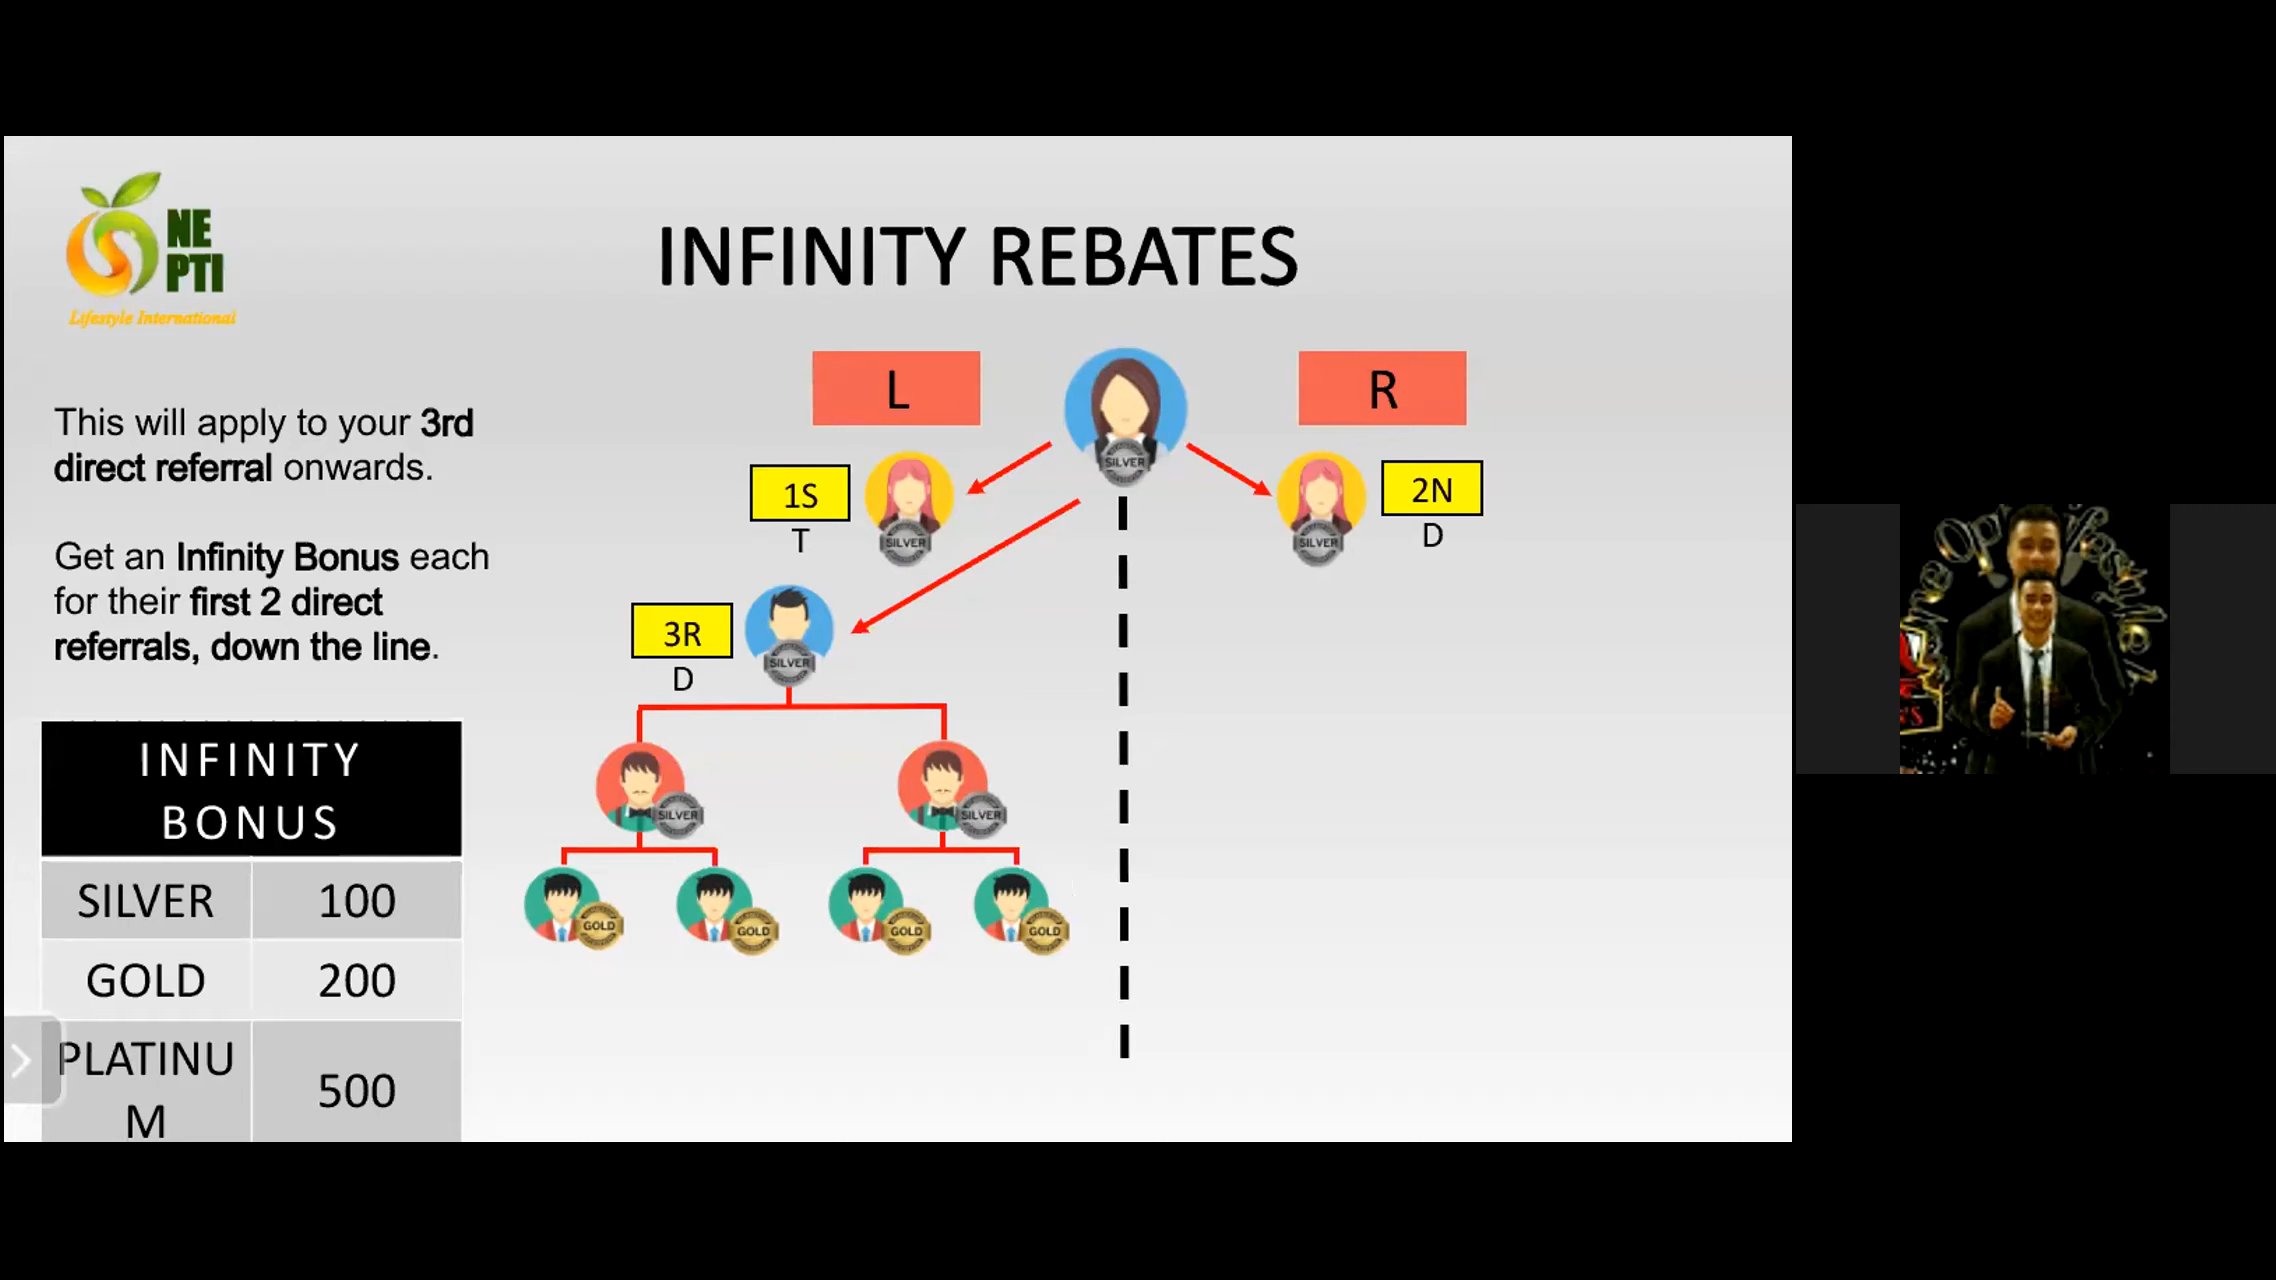 NE
PTI
Lifestyle International
INFINITY REBATES
This will apply to your 3rd
direct referral onwards.
Get an Infinity Bonus each
for their first 2 direct
referrals, down the line.
INFINITY
BONUS
SILVER 100
GOLD 200
PLATINU
M
500
L
R
SILVER
1S
T
SILVER
SILVER
2N
D
3R
D
SILVER
SILVER
SILVER
GOLD
GOLD
GOLD
GOLD